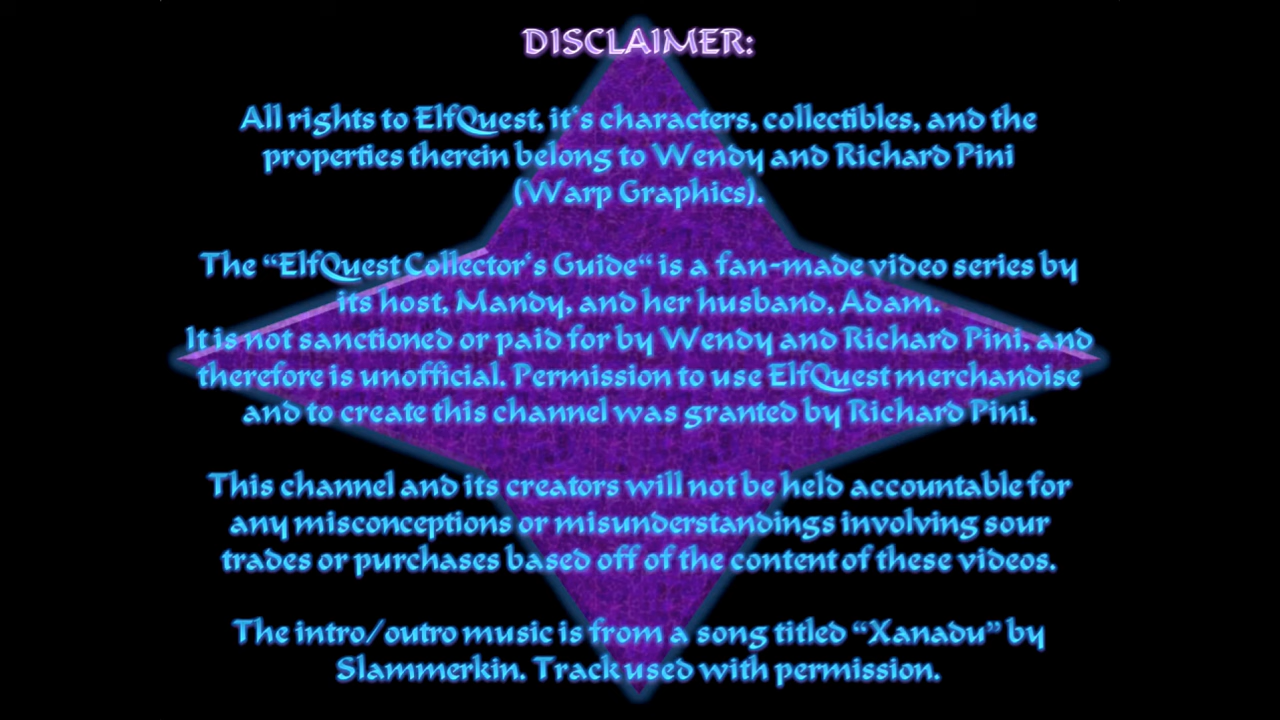 DISCLAIMER:
All rights to ElfQuest, it's characters, collectibles, and the
properties therein belong to Wendy and Richard Pini
(Warp Graphics).
The “ElfQuest Collector's Guide“ is a fan-made video series by
its host, Mandy, and her husband, Adam.
It is not sanctioned or paid for by Wendy and Richard Pini, and
therefore is unofficial. Permission to use ElfQuest merchandise
and to create this channel was granted by Richard Pini.
This channel and its creators will not be held accountable for
any misconceptions or misunderstandings involving sour
trades or purchases based off of the content of these videos.
The intro/outro music is from a song titled “Xanadu” by
Slammerkin. Track used with permission.